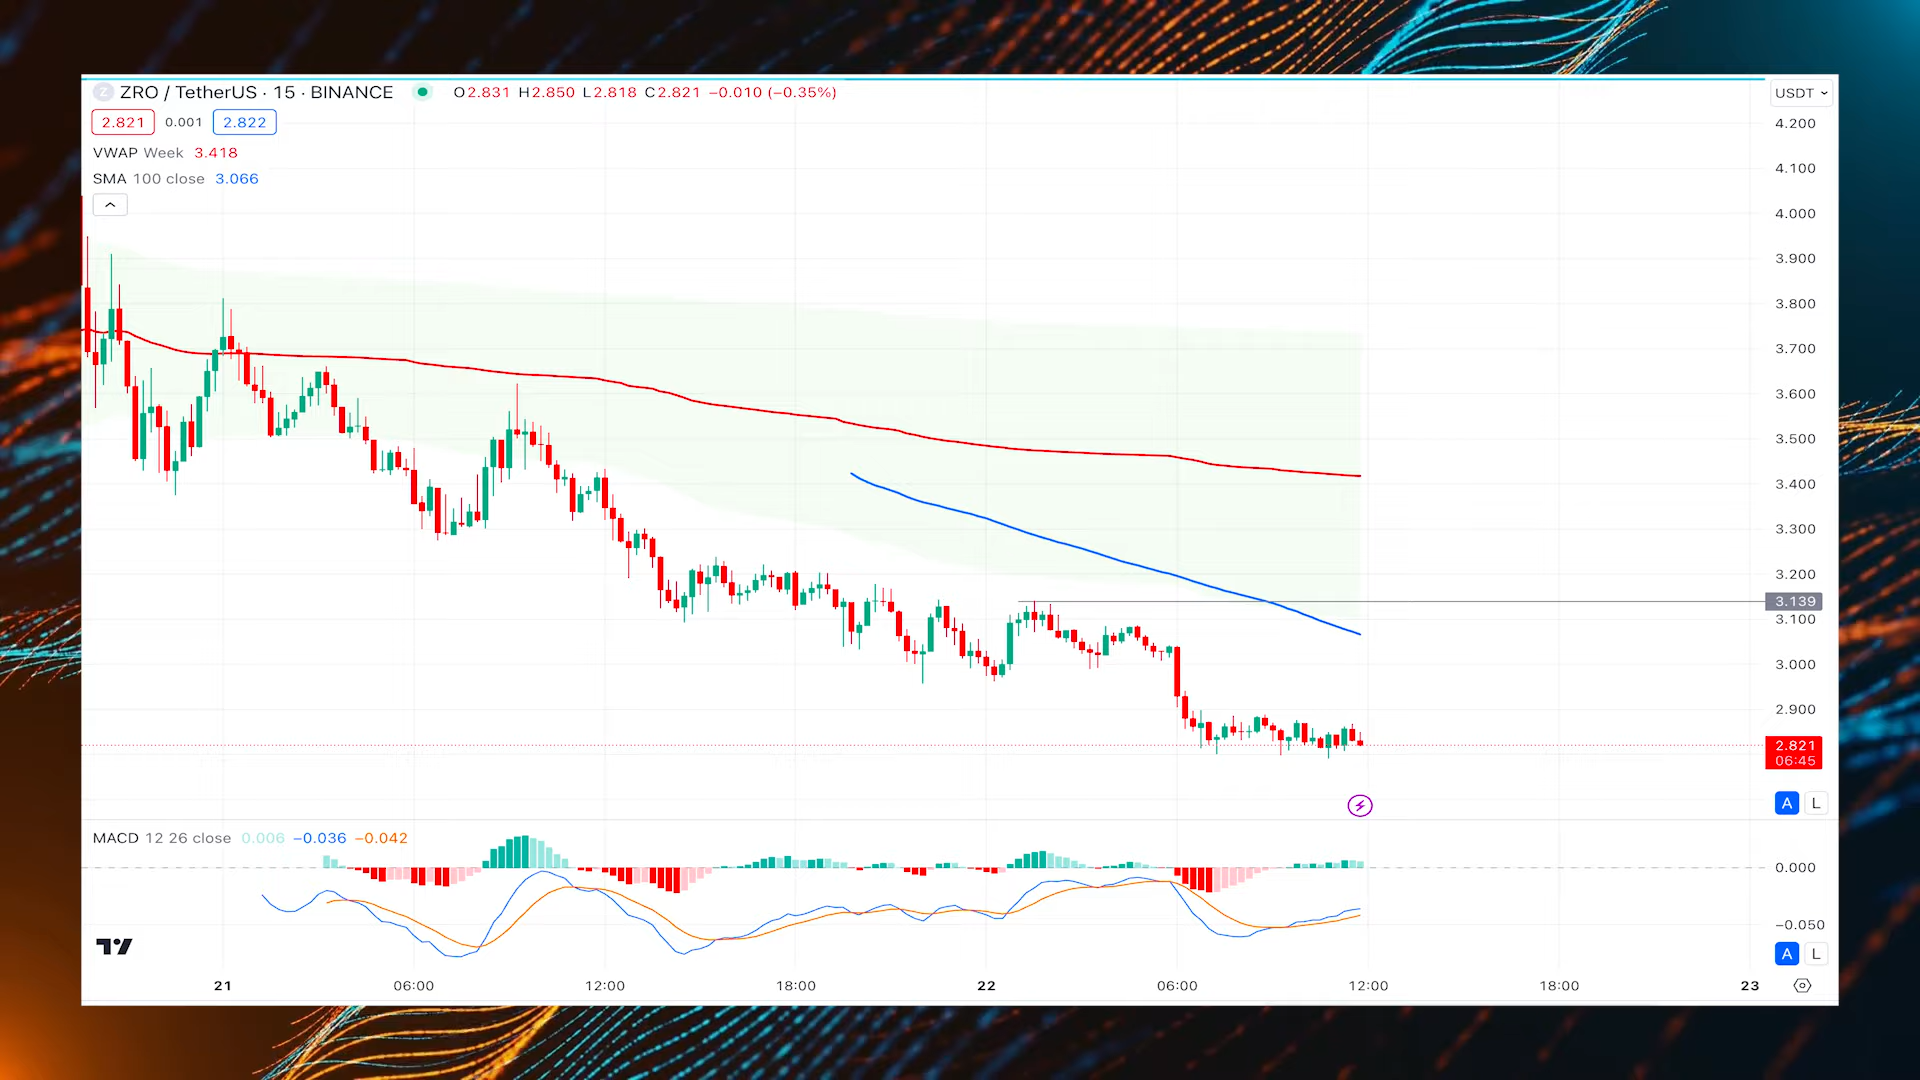 Z ZRO / TetherUS · 15 · BINANCE O2.831 H2.850 L2.818 C2.821 −0.010 (−0.35%)
2.821 0.001 2.822
VWAP Week 3.418
SMA 100 close 3.066
USDT
4.200
4.100
4.000
3.900
3.800
3.700
3.600
3.500
3.400
3.300
3.200
3.139
3.100
3.000
2.900
2.821
06:45
A L
MACD 12 26 close 0.006 −0.036 −0.042
0.000
−0.050
A L
21 06:00 12:00 18:00 22 06:00 12:00 18:00 23